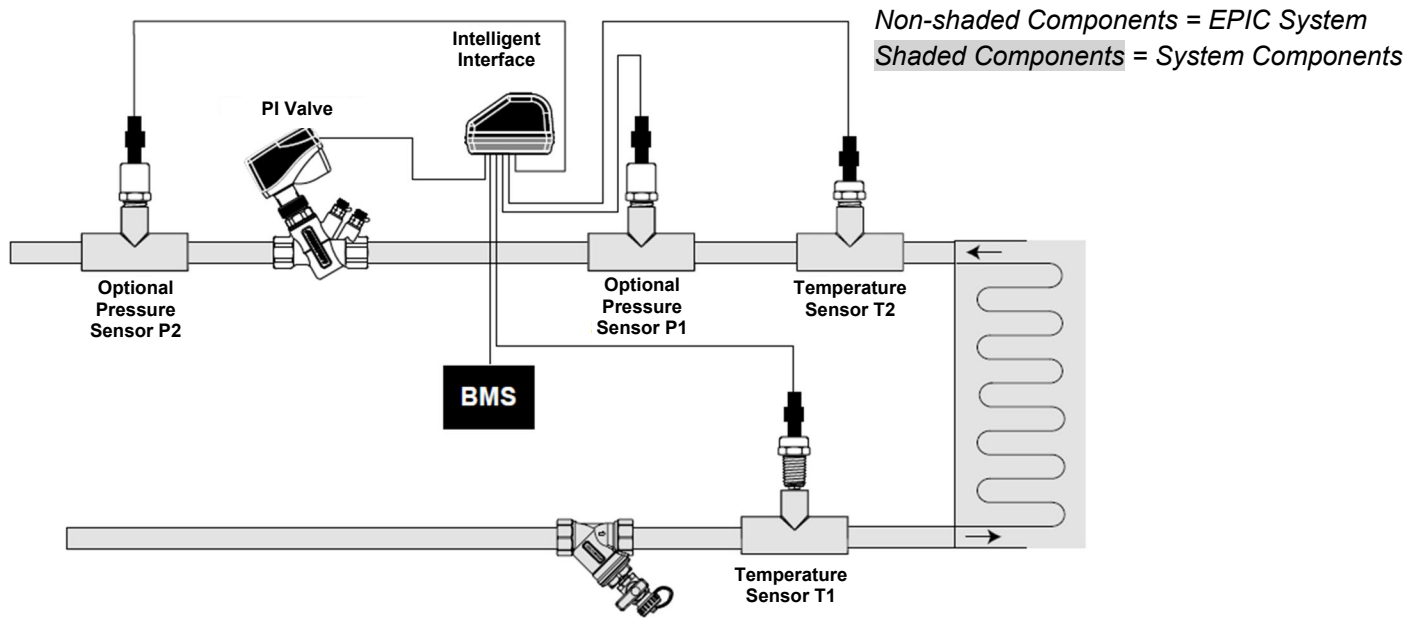 Non-shaded Components = EPIC System
Shaded Components = System Components
Intelligent
Interface
PI Valve
Optional
Pressure
Sensor P2
Optional
Pressure
Sensor P1
Temperature
Sensor T2
BMS
Temperature
Sensor T1